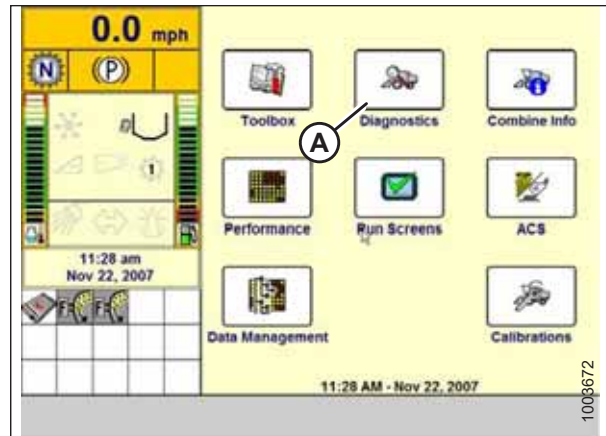 0.0 mph
N
(P)
1
11:28 am
Nov 22, 2007
F
F
Toolbox
Diagnostics
Combine Info
A
Performance
Run Screens
ACS
Data Management
Calibrations
11:28 AM - Nov 22, 2007
1003672